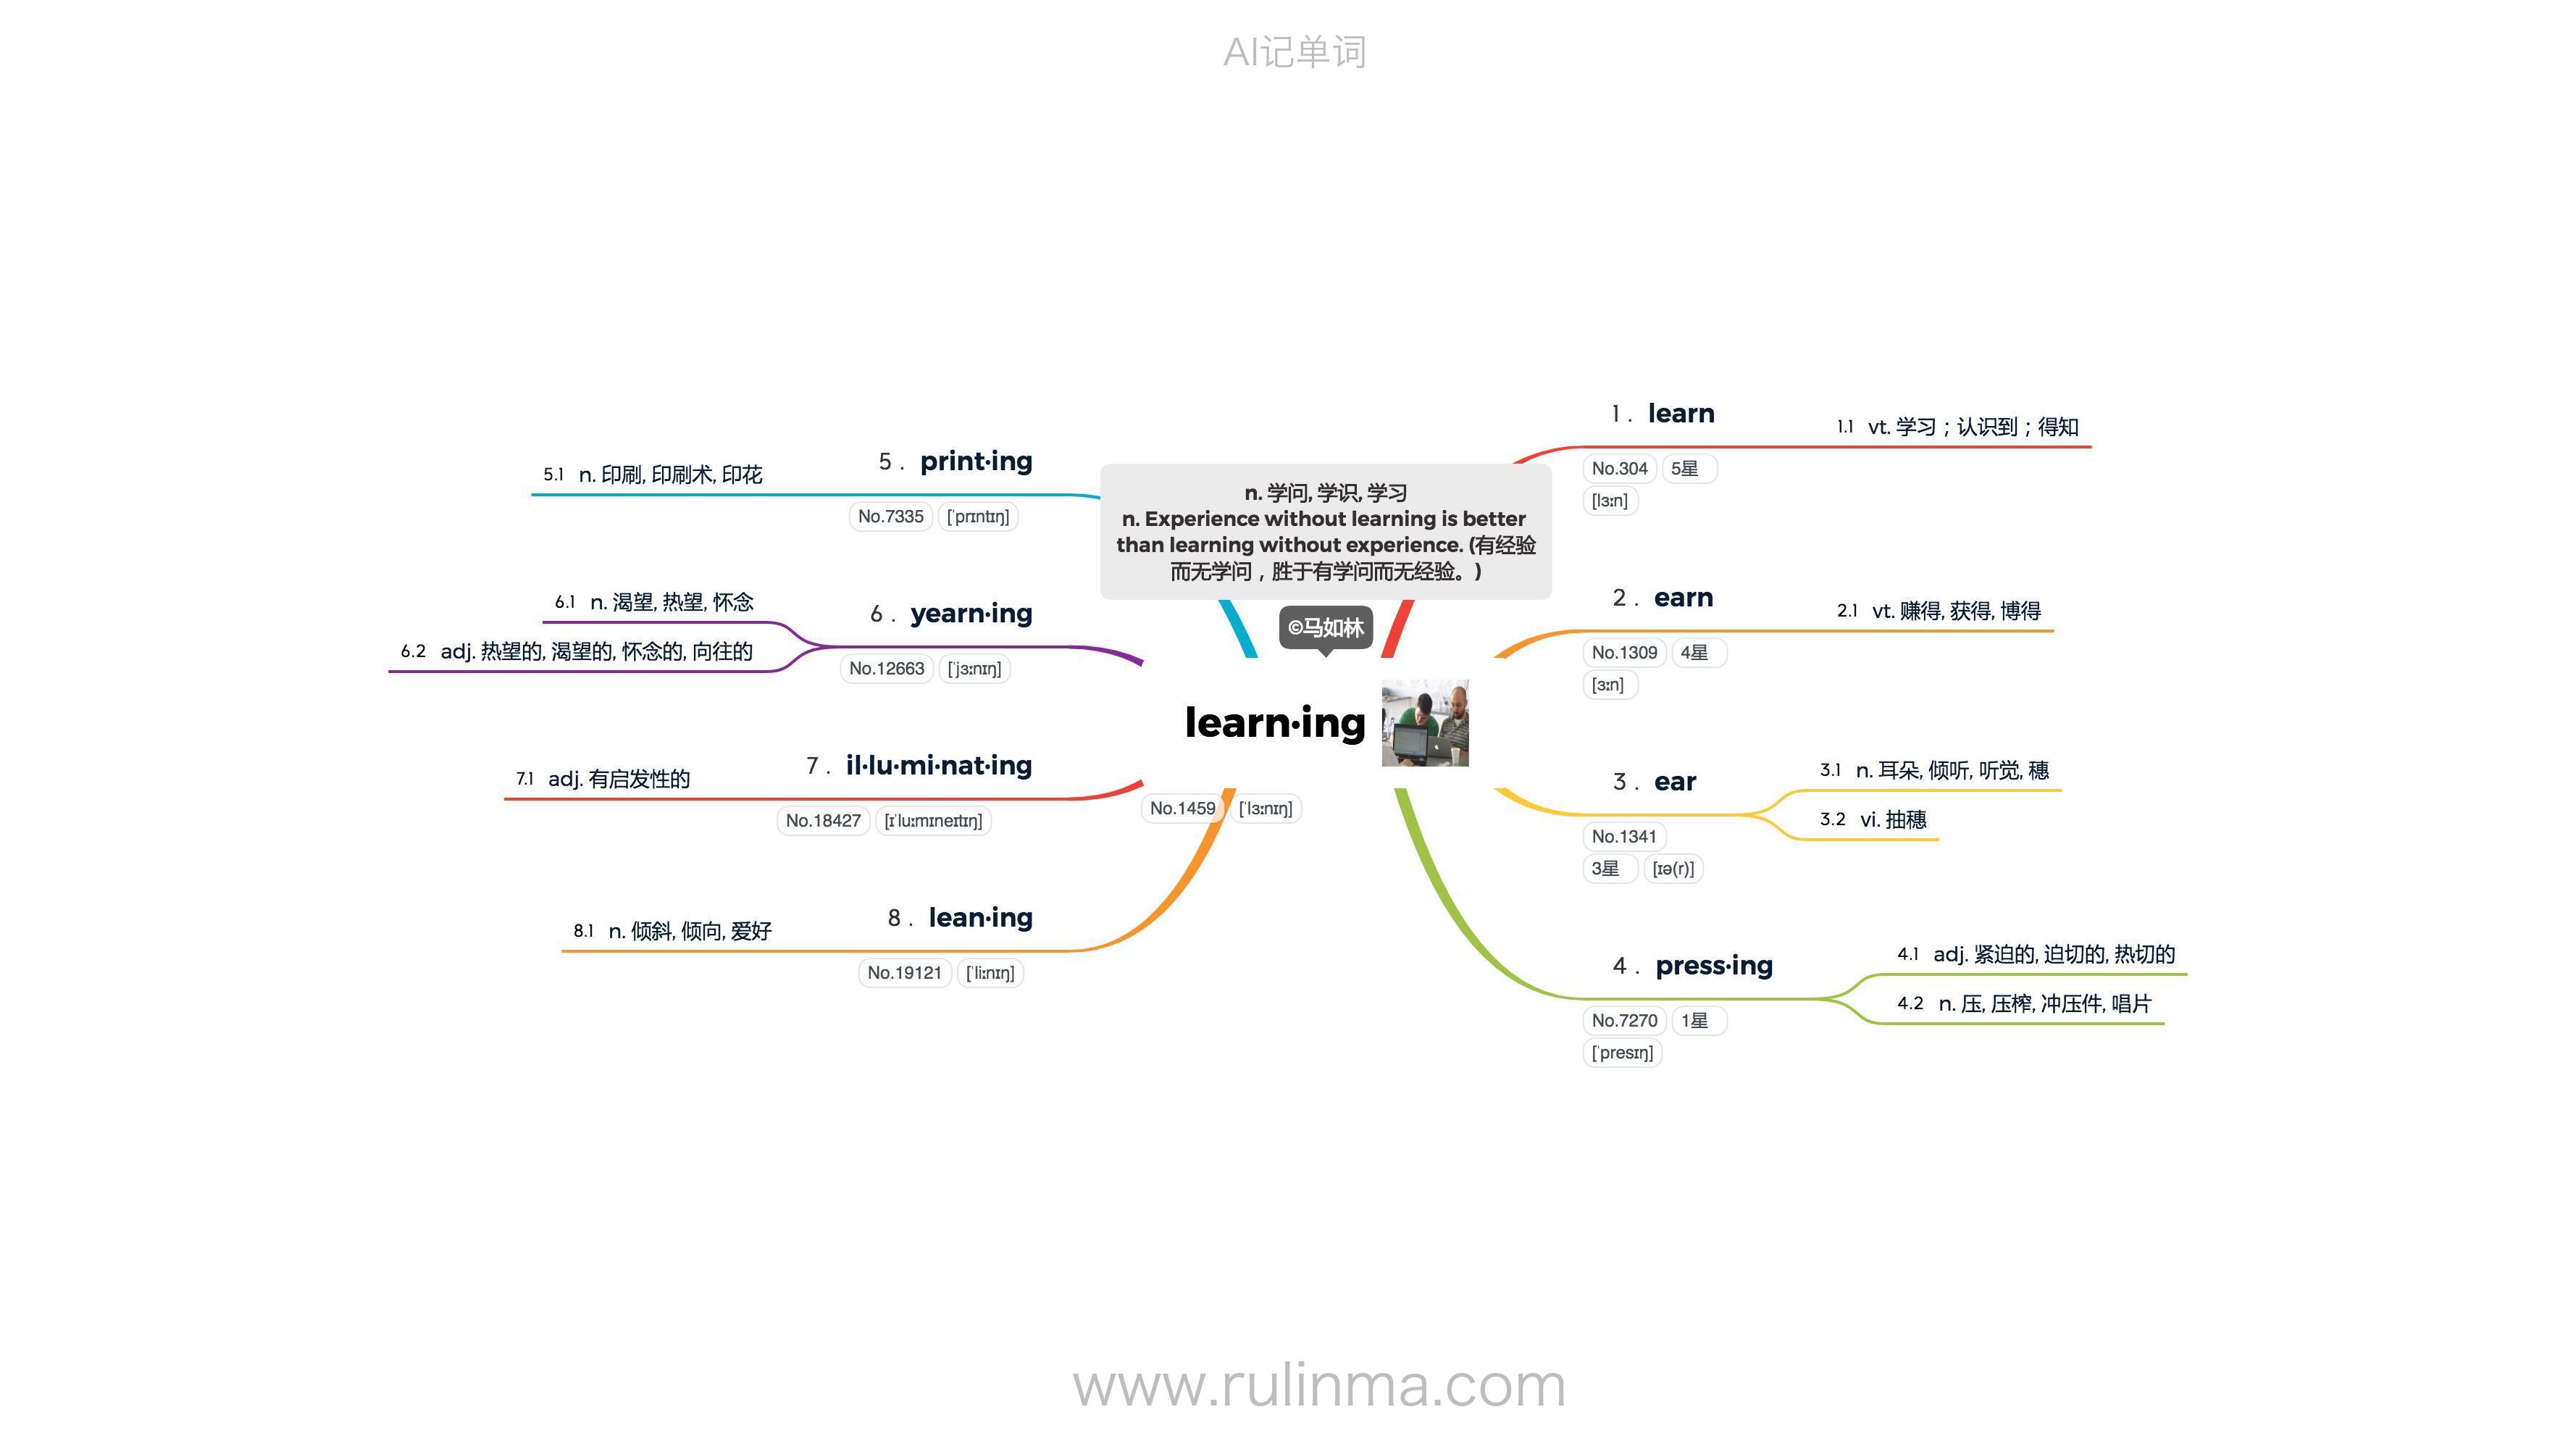 AI记单词
n. 学问, 学识, 学习
n. Experience without learning is better
than learning without experience. (有经验
而无学问，胜于有学问而无经验。)
©马如林
learn·ing
No.1459 [ˈlɜːnɪŋ]
1 . learn
No.304 5星
[lɜːn]
1.1 vt. 学习；认识到；得知
2 . earn
No.1309 4星
[ɜːn]
2.1 vt. 赚得, 获得, 博得
3 . ear
No.1341
3星 [ɪə(r)]
3.1 n. 耳朵, 倾听, 听觉, 穗
3.2 vi. 抽穗
4 . press·ing
No.7270 1星
[ˈpresɪŋ]
4.1 adj. 紧迫的, 迫切的, 热切的
4.2 n. 压, 压榨, 冲压件, 唱片
5 . print·ing
No.7335 [ˈprɪntɪŋ]
5.1 n. 印刷, 印刷术, 印花
6 . yearn·ing
No.12663 [ˈjɜːnɪŋ]
6.1 n. 渴望, 热望, 怀念
6.2 adj. 热望的, 渴望的, 怀念的, 向往的
7 . il·lu·mi·nat·ing
No.18427 [ɪˈluːmɪneɪtɪŋ]
7.1 adj. 有启发性的
8 . lean·ing
No.19121 [ˈliːnɪŋ]
8.1 n. 倾斜, 倾向, 爱好
www.rulinma.com